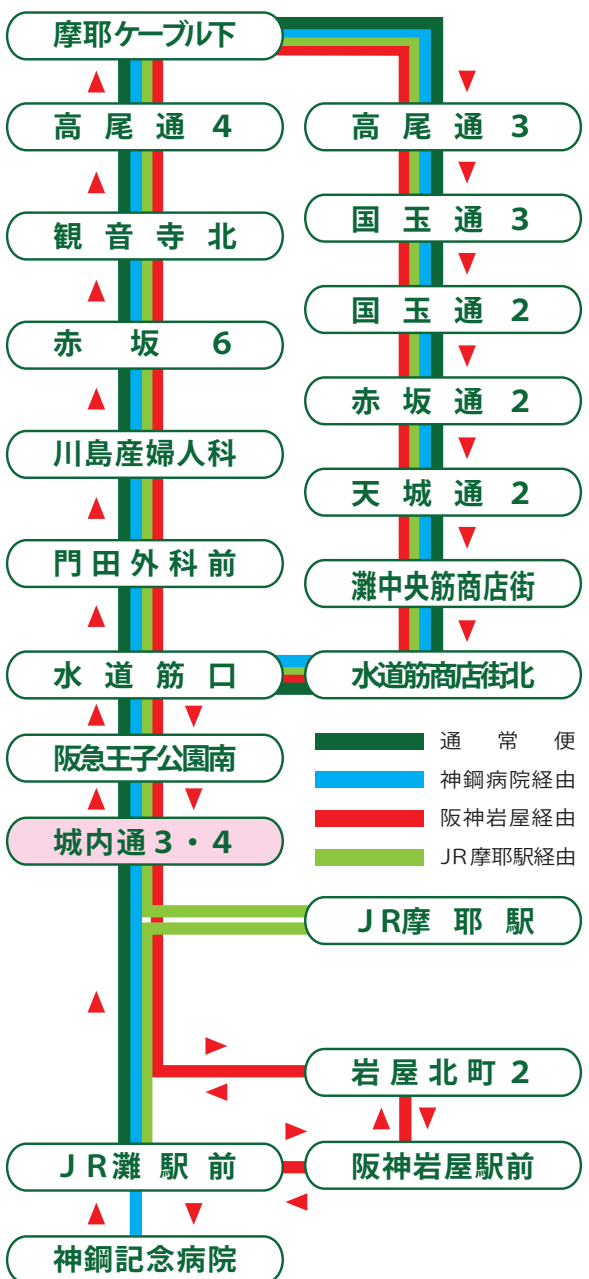 摩耶ケーブル下
高尾通4
高尾通3
観音寺北
国玉通3
国玉通2
赤坂6
赤坂通2
川島産婦人科
天城通2
門田外科前
灘中央筋商店街
水道筋口
水道筋商店街北
阪急王子公園南
通常便
神鋼病院経由
阪神岩屋経由
JR摩耶駅経由
城内通3・4
JR摩耶駅
岩屋北町2
JR灘駅前
阪神岩屋駅前
神鋼記念病院